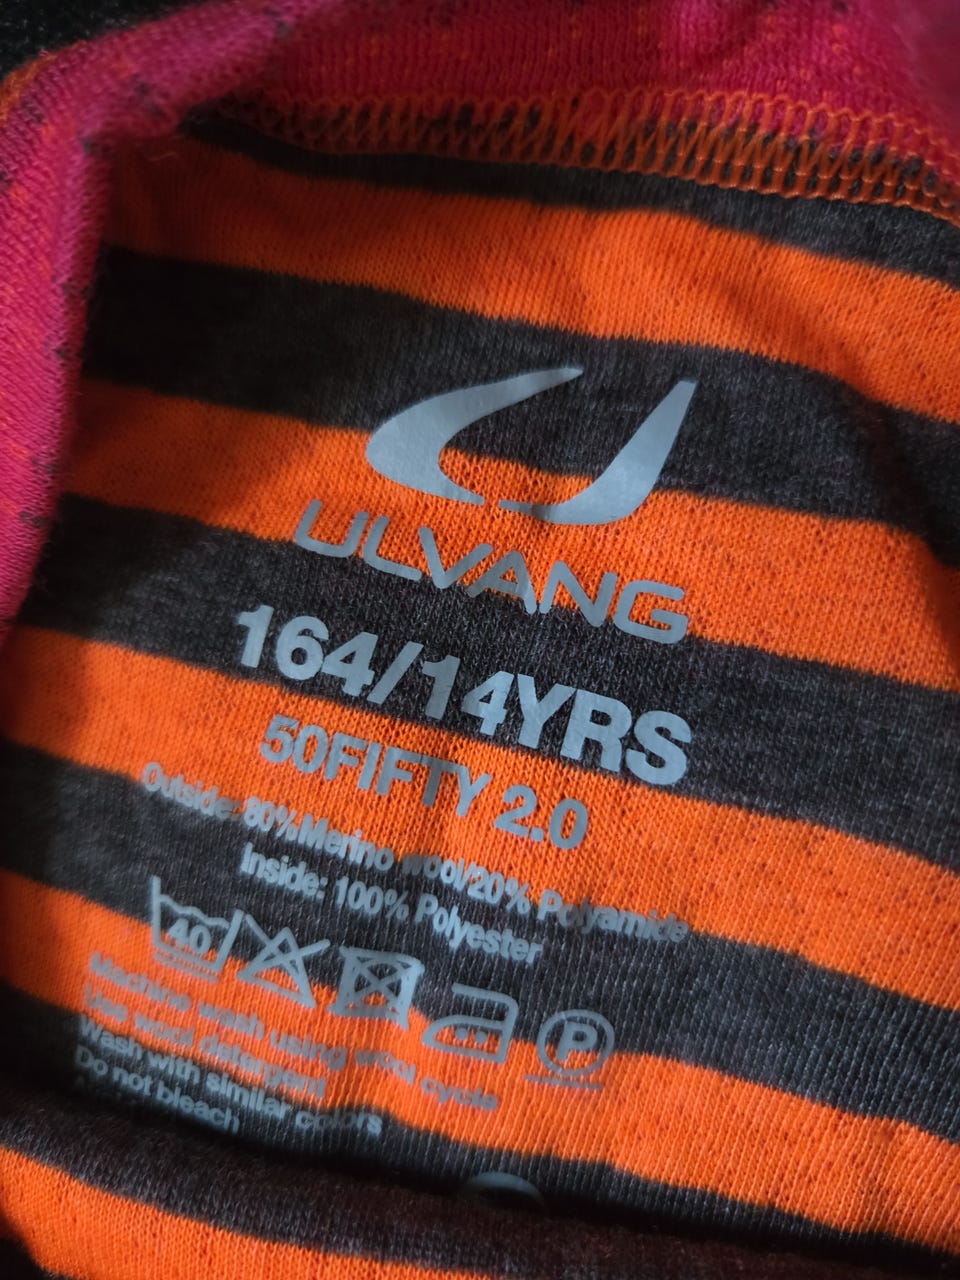 ULVANG
164/14YRS
50FIFTY 2.0
Outside: 80%Merino wool/20% Polyamide
Inside: 100% Polyester
40
P
Machine wash using wool cycle
Use wool detergent
Wash with similar colors
Do not bleach